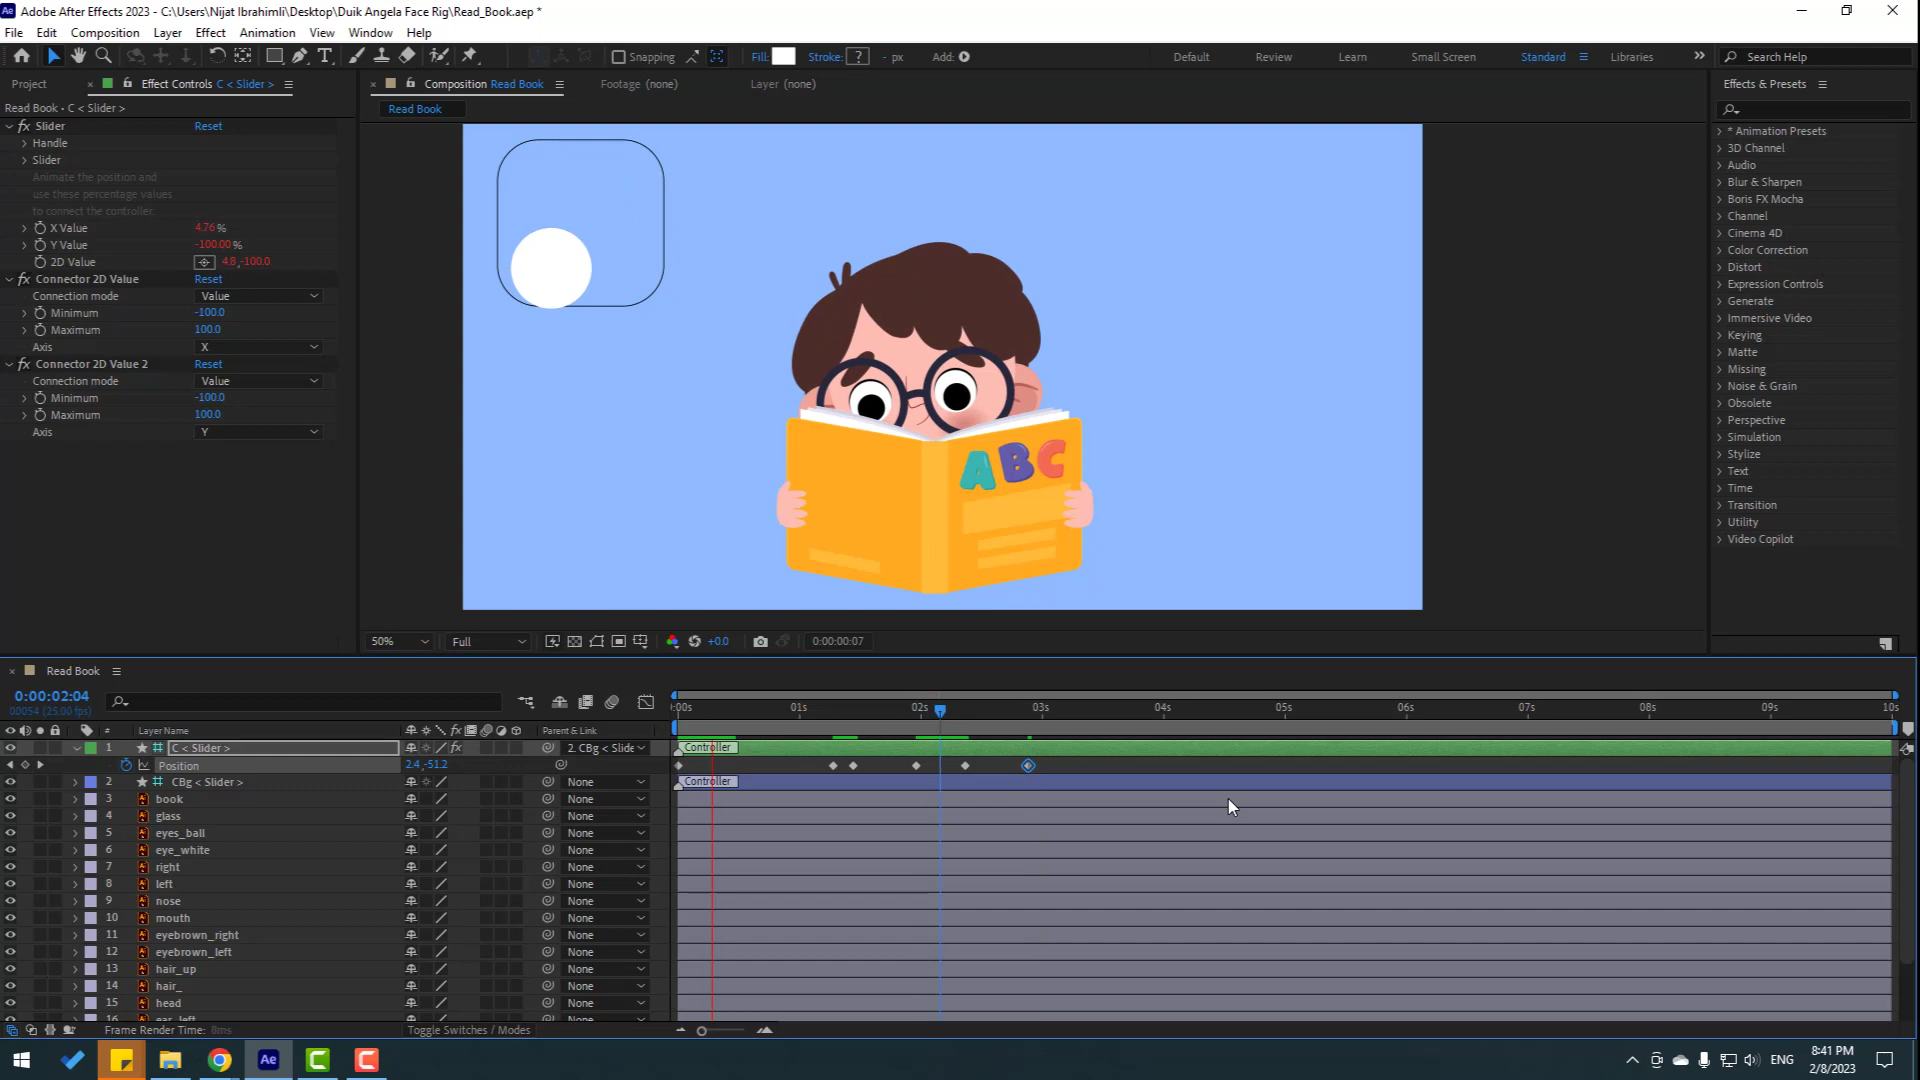 Ae Adobe After Effects 2023 - C:\Users\Nijat Ibrahimli\Desktop\Duik Angela Face Rig\Read_Book.aep *
File Edit Composition Layer Effect Animation View Window Help
Snapping Fill: Stroke: ? - px Add: Default Review Learn Small Screen Standard Libraries Search Help
Project Effect Controls C < Slider > Composition Read Book Footage (none) Layer (none) Effects & Presets
Read Book • C < Slider > Read Book
fx Slider Reset
Handle
Slider
Animate the position and
use these percentage values
to connect the controller.
X Value 4.76 %
Y Value -100.00 %
2D Value 4.8,-100.0
fx Connector 2D Value Reset
Connection mode Value
Minimum -100.0
Maximum 100.0
Axis X
fx Connector 2D Value 2 Reset
Connection mode Value
Minimum -100.0
Maximum 100.0
Axis Y
ABC
* Animation Presets
3D Channel
Audio
Blur & Sharpen
Boris FX Mocha
Channel
Cinema 4D
Color Correction
Distort
Expression Controls
Generate
Immersive Video
Keying
Matte
Missing
Noise & Grain
Obsolete
Perspective
Simulation
Stylize
Text
Time
Transition
Utility
Video Copilot
50% Full +0.0 0:00:00:07
Read Book
0:00:02:04
00054 (25.00 fps)
:00s 01s 02s 03s 04s 05s 06s 07s 08s 09s 10s
# Layer Name fx Parent & Link
1 C < Slider > fx 2. CBg < Slide Controller
Position 2.4,-51.2
2 CBg < Slider > None Controller
3 book None
4 glass None
5 eyes_ball None
6 eye_white None
7 right None
8 left None
9 nose None
10 mouth None
11 eyebrown_right None
12 eyebrown_left None
13 hair_up None
14 hair_ None
15 head None
16 ear_left None
Frame Render Time: 8ms Toggle Switches / Modes
Ae ENG 8:41 PM
2/8/2023